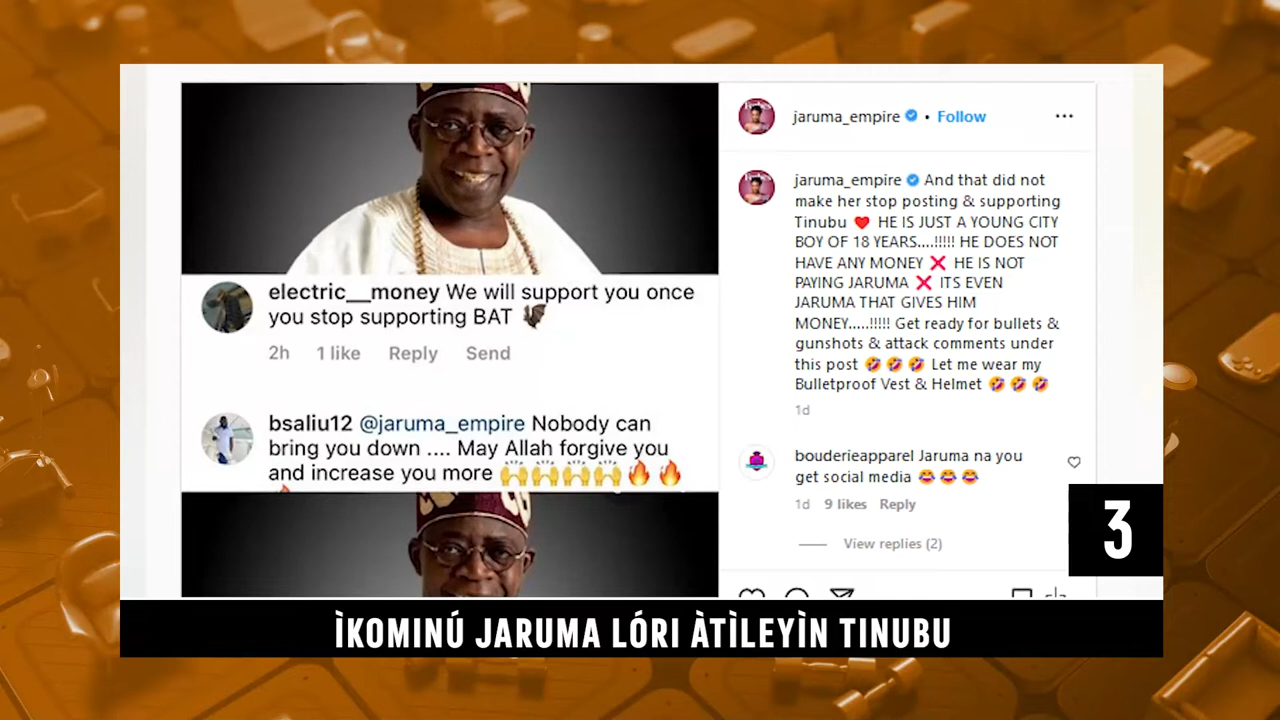 electric__money We will support you once
you stop supporting BAT 🦇
2h 1 like Reply Send
bsaliu12 @jaruma_empire Nobody can
bring you down .... May Allah forgive you
and increase you more 🙌🙌🙌🙌🔥🔥
jaruma_empire • Follow
jaruma_empire And that did not
make her stop posting & supporting
Tinubu ❤️ HE IS JUST A YOUNG CITY
BOY OF 18 YEARS....!!!!! HE DOES NOT
HAVE ANY MONEY ❌ HE IS NOT
PAYING JARUMA ❌ ITS EVEN
JARUMA THAT GIVES HIM
MONEY.....!!!!! Get ready for bullets &
gunshots & attack comments under
this post 🤣🤣🤣 Let me wear my
Bulletproof Vest & Helmet 🤣🤣🤣
1d
bouderieapparel Jaruma na you
get social media 😂😂😂
1d 9 likes Reply
View replies (2)
3
ÌKOMINÚ JARUMA LÓRI ÀTÌLEYÌN TINUBU